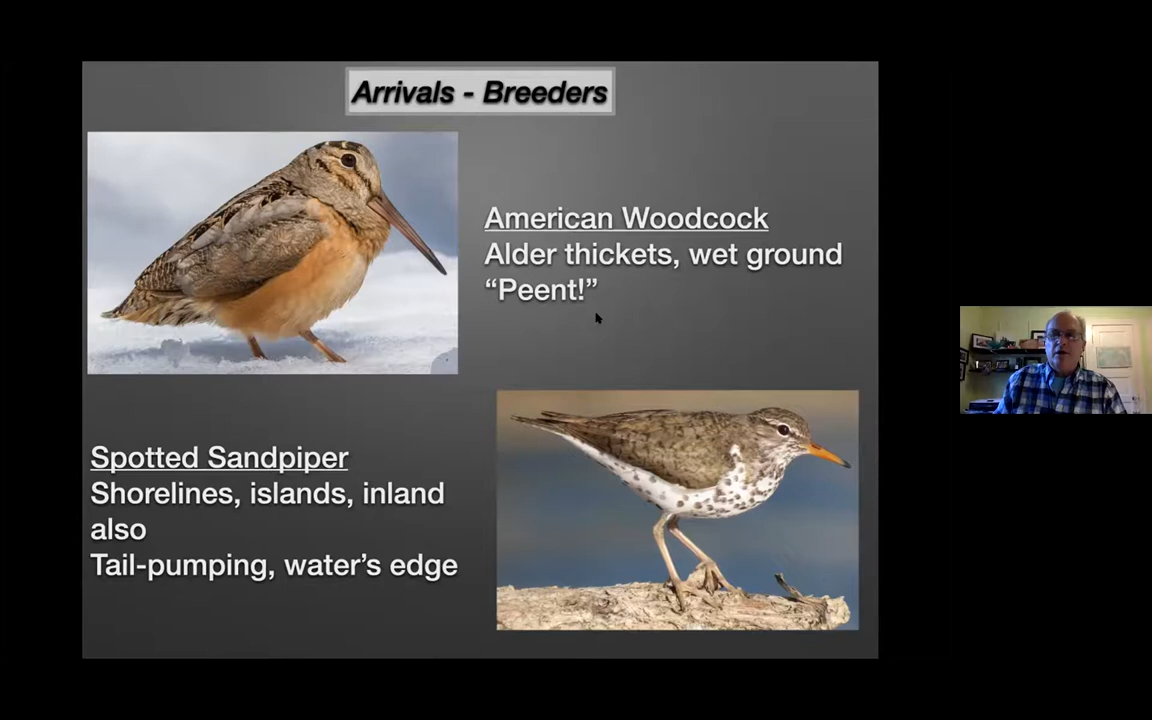 Arrivals - Breeders
American Woodcock
Alder thickets, wet ground
“Peent!”
Spotted Sandpiper
Shorelines, islands, inland
also
Tail-pumping, water’s edge